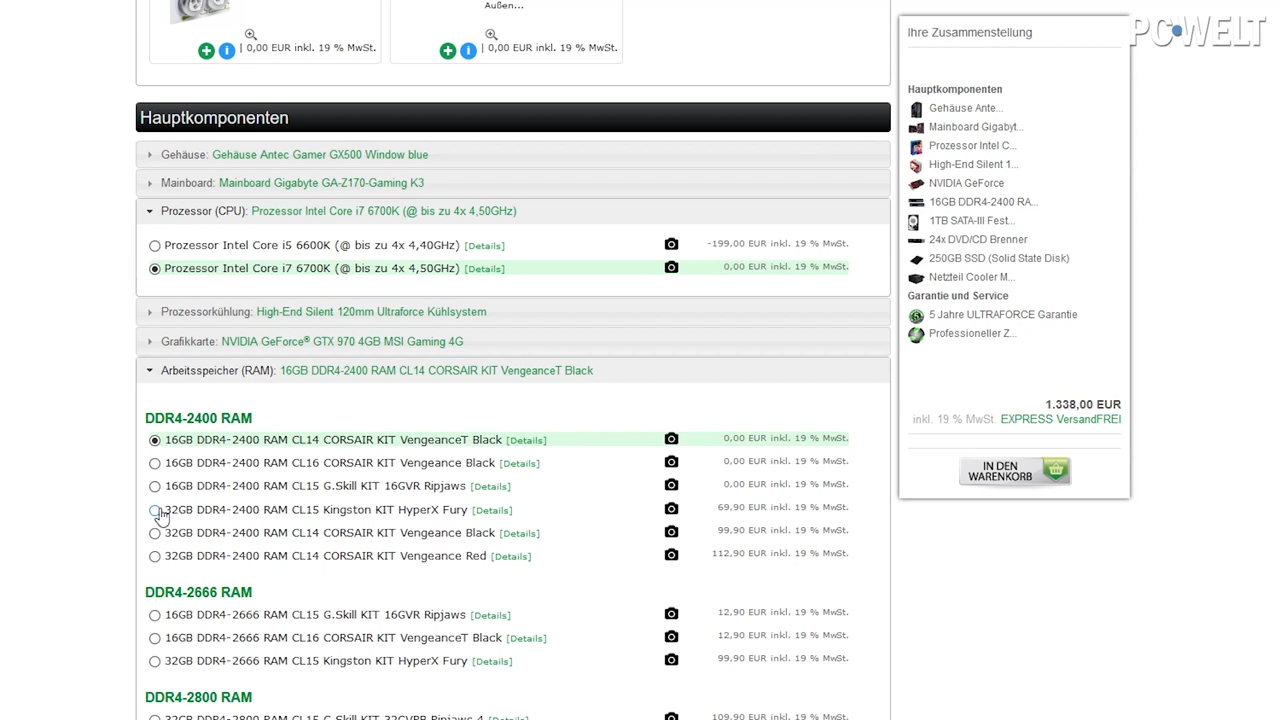 Außen...
| 0,00 EUR inkl. 19 % MwSt.
| 0,00 EUR inkl. 19 % MwSt.
Hauptkomponenten
Gehäuse: Gehäuse Antec Gamer GX500 Window blue
Mainboard: Mainboard Gigabyte GA-Z170-Gaming K3
Prozessor (CPU): Prozessor Intel Core i7 6700K (@ bis zu 4x 4,50GHz)
Prozessor Intel Core i5 6600K (@ bis zu 4x 4,40GHz) [Details] -199,00 EUR inkl. 19 % MwSt.
Prozessor Intel Core i7 6700K (@ bis zu 4x 4,50GHz) [Details] 0,00 EUR inkl. 19 % MwSt.
Prozessorkühlung: High-End Silent 120mm Ultraforce Kühlsystem
Grafikkarte: NVIDIA GeForce® GTX 970 4GB MSI Gaming 4G
Arbeitsspeicher (RAM): 16GB DDR4-2400 RAM CL14 CORSAIR KIT VengeanceT Black
DDR4-2400 RAM
16GB DDR4-2400 RAM CL14 CORSAIR KIT VengeanceT Black [Details] 0,00 EUR inkl. 19 % MwSt.
16GB DDR4-2400 RAM CL16 CORSAIR KIT Vengeance Black [Details] 0,00 EUR inkl. 19 % MwSt.
16GB DDR4-2400 RAM CL15 G.Skill KIT 16GVR Ripjaws [Details] 0,00 EUR inkl. 19 % MwSt.
32GB DDR4-2400 RAM CL15 Kingston KIT HyperX Fury [Details] 69,90 EUR inkl. 19 % MwSt.
32GB DDR4-2400 RAM CL14 CORSAIR KIT Vengeance Black [Details] 99,90 EUR inkl. 19 % MwSt.
32GB DDR4-2400 RAM CL14 CORSAIR KIT Vengeance Red [Details] 112,90 EUR inkl. 19 % MwSt.
DDR4-2666 RAM
16GB DDR4-2666 RAM CL15 G.Skill KIT 16GVR Ripjaws [Details] 12,90 EUR inkl. 19 % MwSt.
16GB DDR4-2666 RAM CL16 CORSAIR KIT VengeanceT Black [Details] 12,90 EUR inkl. 19 % MwSt.
32GB DDR4-2666 RAM CL15 Kingston KIT HyperX Fury [Details] 99,90 EUR inkl. 19 % MwSt.
DDR4-2800 RAM
32GB DDR4-2800 RAM CL15 G.Skill KIT 32GVRB Ripjaws 4 [Details] 109,90 EUR inkl. 19 % MwSt.
PC WELT
Ihre Zusammenstellung
Hauptkomponenten
Gehäuse Ante...
Mainboard Gigabyt...
Prozessor Intel C...
High-End Silent 1...
NVIDIA GeForce
16GB DDR4-2400 RA...
1TB SATA-III Fest...
24x DVD/CD Brenner
250GB SSD (Solid State Disk)
Netzteil Cooler M...
Garantie und Service
5 Jahre ULTRAFORCE Garantie
Professioneller Z...
1.338,00 EUR
inkl. 19 % MwSt. EXPRESS VersandFREI
IN DEN
WARENKORB